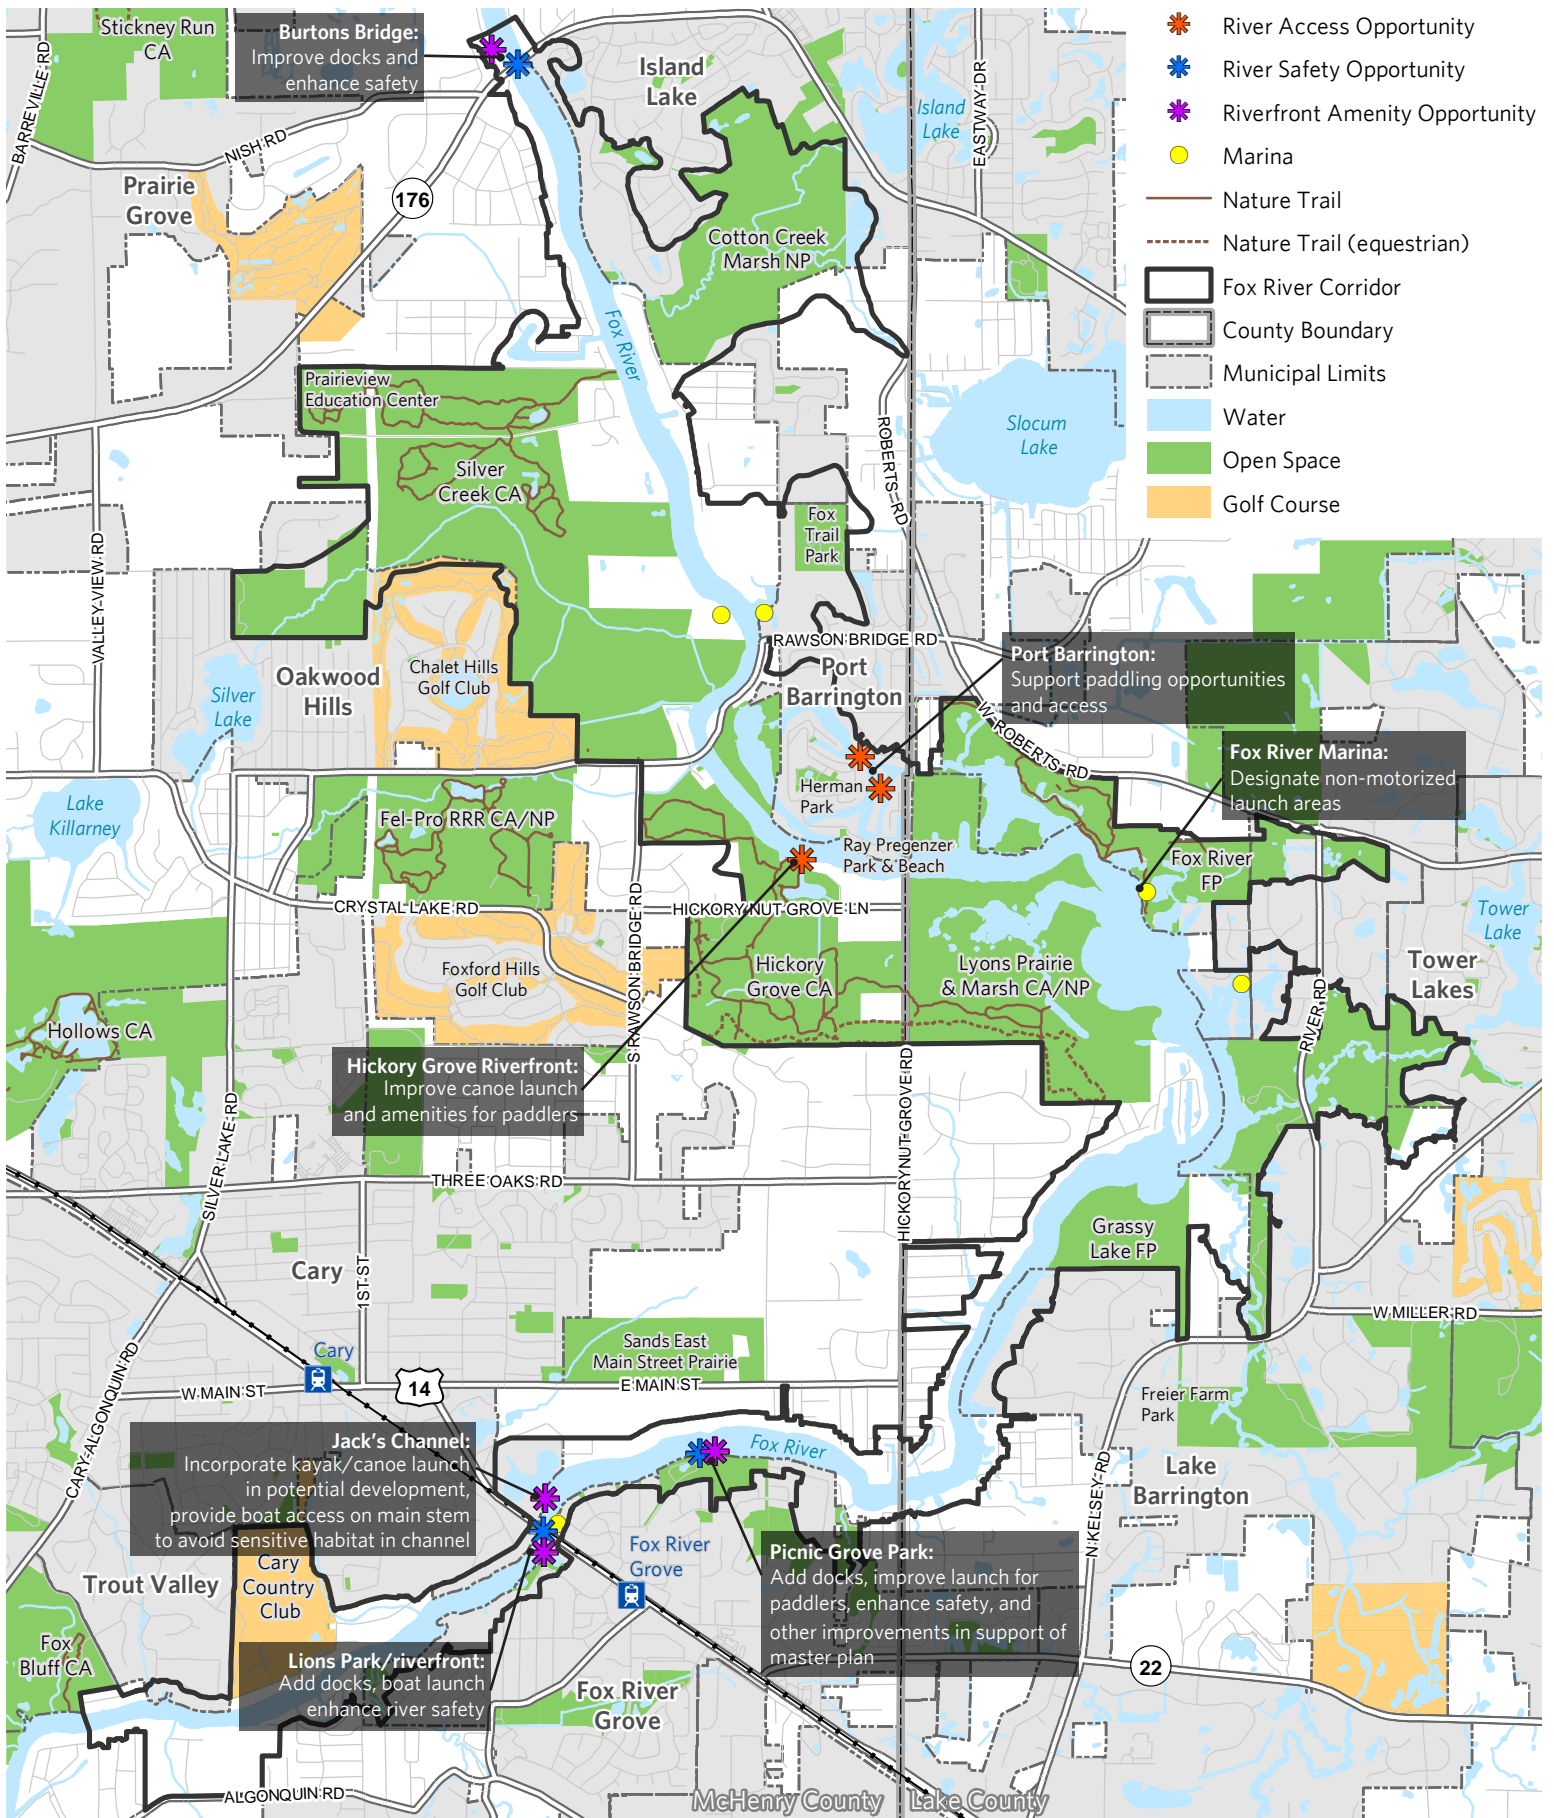 Stickney Run
CA
Burtons Bridge:
Improve docks and
enhance safety
Island
Lake
Island
Lake
EASTWAY DR
BARREVILLE RD
NISH RD
Prairie
Grove
176
Cotton Creek
Marsh NP
Fox River
River Access Opportunity
River Safety Opportunity
Riverfront Amenity Opportunity
Marina
Nature Trail
Nature Trail (equestrian)
Fox River Corridor
County Boundary
Municipal Limits
Water
Open Space
Golf Course
Prairieview
Education Center
Silver
Creek CA
ROBERTS RD
Slocum
Lake
Fox
Trail
Park
VALLEY VIEW RD
RAWSON BRIDGE RD
Port
Barrington
Port Barrington:
Support paddling opportunities
and access
Oakwood
Hills
Chalet Hills
Golf Club
Silver
Lake
W ROBERTS RD
Fox River Marina:
Designate non-motorized
launch areas
Herman
Park
Lake
Killarney
Fel-Pro RRR CA/NP
Ray Pregenzer
Park & Beach
Fox River
FP
CRYSTAL LAKE RD
HICKORY NUT GROVE LN
S RAWSON BRIDGE RD
Tower
Lake
Foxford Hills
Golf Club
Hickory
Grove CA
Lyons Prairie
& Marsh CA/NP
Tower
Lakes
Hollows CA
RIVER RD
Hickory Grove Riverfront:
Improve canoe launch
and amenities for paddlers
HICKORY NUT GROVE RD
SILVER LAKE RD
THREE OAKS RD
Grassy
Lake FP
Cary
1ST ST
W MILLER RD
Sands East
Main Street Prairie
Cary
CARY-ALGONQUIN RD
W MAIN ST
14
E MAIN ST
Freier Farm
Park
Jack's Channel:
Incorporate kayak/canoe launch
in potential development,
provide boat access on main stem
to avoid sensitive habitat in channel
Fox River
Lake
Barrington
N KELSEY RD
Fox River
Grove
Picnic Grove Park:
Add docks, improve launch for
paddlers, enhance safety, and
other improvements in support of
master plan
Trout Valley
Cary
Country
Club
Fox
Bluff CA
Lions Park/riverfront:
Add docks, boat launch
enhance river safety
22
Fox River
Grove
ALGONQUIN RD
McHenry County
Lake County